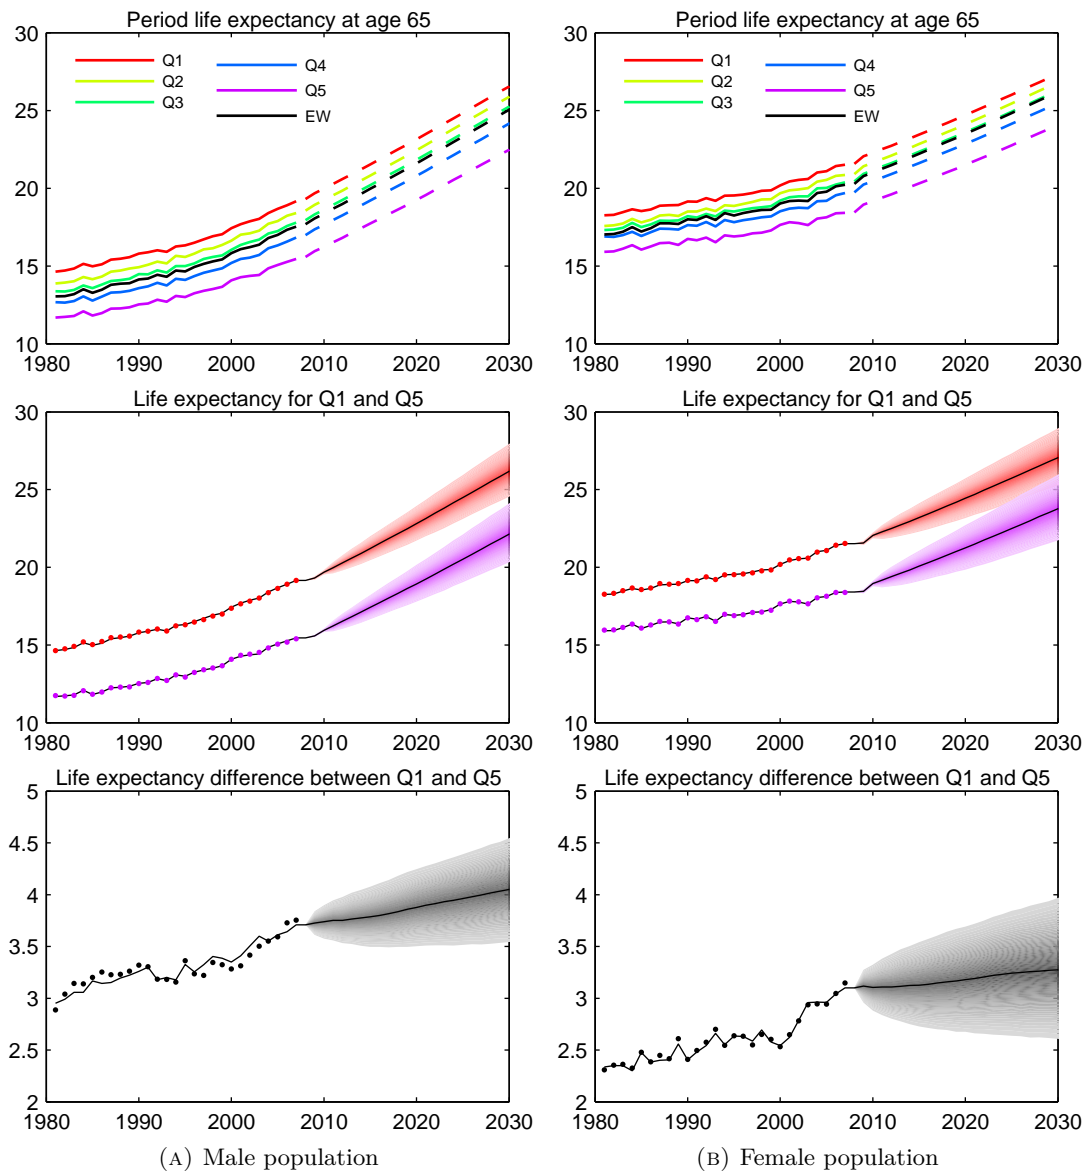 Period life expectancy at age 65
30
25
20
15
10
1980 1990 2000 2010 2020 2030
Q1
Q2
Q3
Q4
Q5
EW
Period life expectancy at age 65
30
25
20
15
10
1980 1990 2000 2010 2020 2030
Q1
Q2
Q3
Q4
Q5
EW
Life expectancy for Q1 and Q5
30
25
20
15
10
1980 1990 2000 2010 2020 2030
Life expectancy for Q1 and Q5
30
25
20
15
10
1980 1990 2000 2010 2020 2030
Life expectancy difference between Q1 and Q5
5
4.5
4
3.5
3
2.5
2
1980 1990 2000 2010 2020 2030
Life expectancy difference between Q1 and Q5
5
4.5
4
3.5
3
2.5
2
1980 1990 2000 2010 2020 2030
(A) Male population
(B) Female population